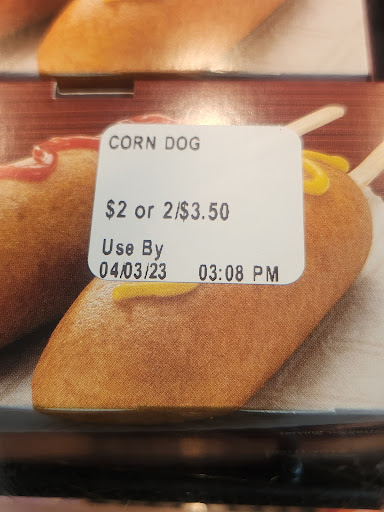 CORN DOG
$2 or 2/$3.50
Use By
04/03/23 03:08 PM